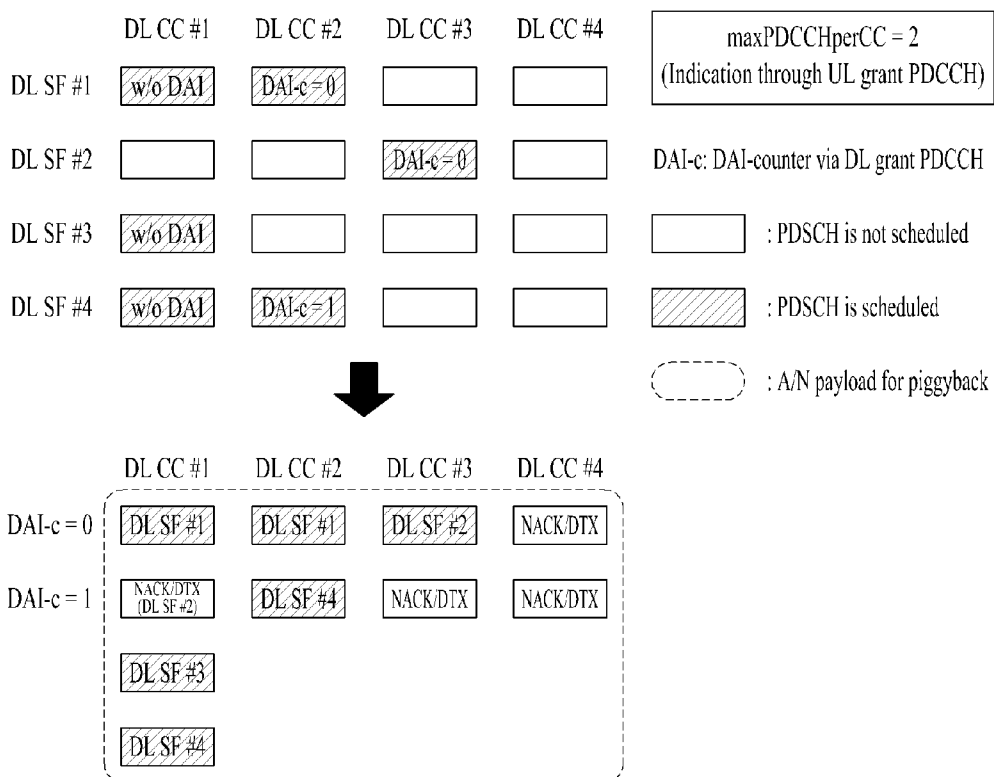 DL CC #1 DL CC #2 DL CC #3 DL CC #4
maxPDCCHperCC = 2
(Indication through UL grant PDCCH)
DL SF #1 w/o DAI DAI-c = 0
DL SF #2 DAI-c = 0
DAI-c: DAI-counter via DL grant PDCCH
DL SF #3 w/o DAI
: PDSCH is not scheduled
DL SF #4 w/o DAI DAI-c = 1
: PDSCH is scheduled
: A/N payload for piggyback
DL CC #1 DL CC #2 DL CC #3 DL CC #4
DAI-c = 0 DL SF #1 DL SF #1 DL SF #2 NACK/DTX
DAI-c = 1 NACK/DTX (DL SF #2) DL SF #4 NACK/DTX NACK/DTX
DL SF #3
DL SF #4